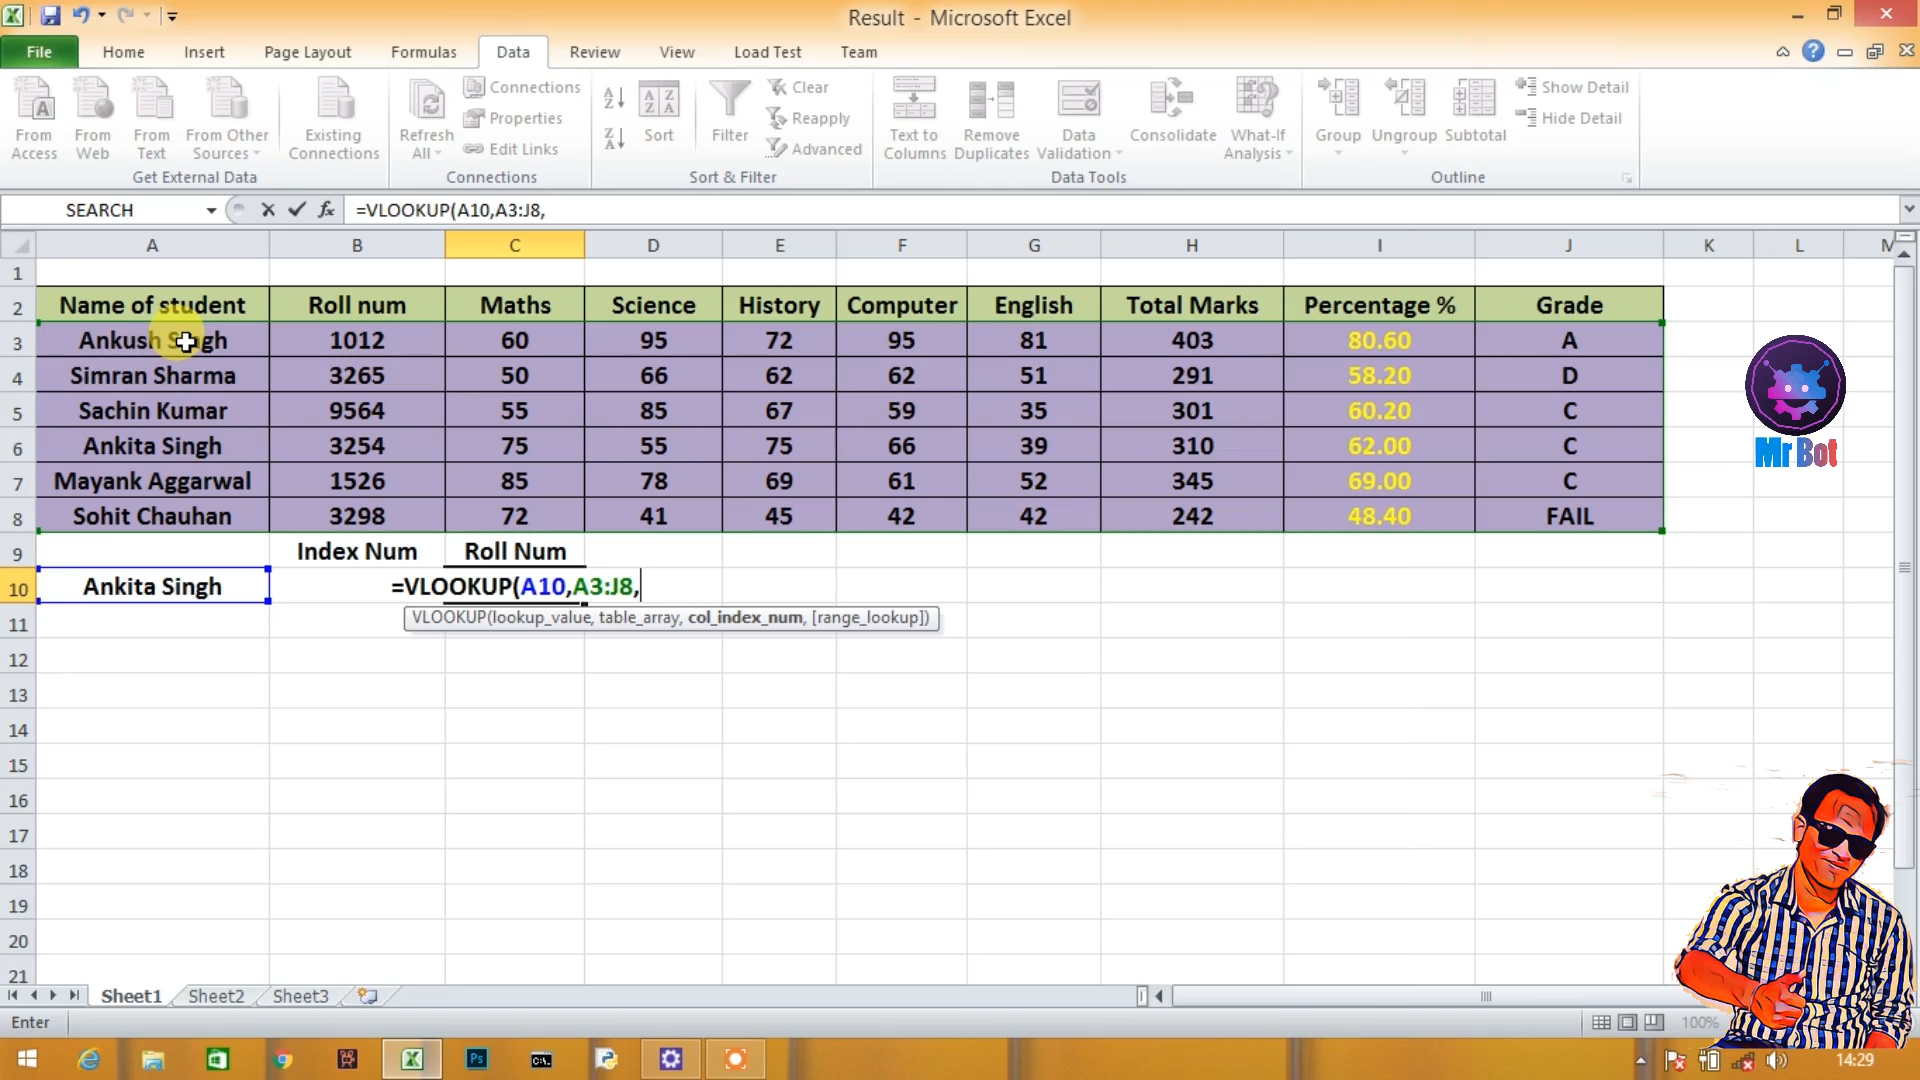 Result - Microsoft Excel
File Home Insert Page Layout Formulas Data Review View Load Test Team
From Access
From Web
From Text
From Other Sources
Existing Connections
Refresh All
Connections
Properties
Edit Links
Sort
Filter
Clear
Reapply
Advanced
Text to Columns
Remove Duplicates
Data Validation
Consolidate
What-If Analysis
Group
Ungroup
Subtotal
Show Detail
Hide Detail
Get External Data Connections Sort & Filter Data Tools Outline
SEARCH fx =VLOOKUP(A10,A3:J8,
A B C D E F G H I J K L M
1
2 Name of student Roll num Maths Science History Computer English Total Marks Percentage % Grade
3 Ankush Singh 1012 60 95 72 95 81 403 80.60 A
4 Simran Sharma 3265 50 66 62 62 51 291 58.20 D
5 Sachin Kumar 9564 55 85 67 59 35 301 60.20 C
6 Ankita Singh 3254 75 55 75 66 39 310 62.00 C
7 Mayank Aggarwal 1526 85 78 69 61 52 345 69.00 C
8 Sohit Chauhan 3298 72 41 45 42 42 242 48.40 FAIL
9 Index Num Roll Num
10 Ankita Singh =VLOOKUP(A10,A3:J8,
VLOOKUP(lookup_value, table_array, col_index_num, [range_lookup])
11
12
13
14
15
16
17
18
19
20
21
Mr Bot
Sheet1 Sheet2 Sheet3
Enter 100%
Ps
14:29